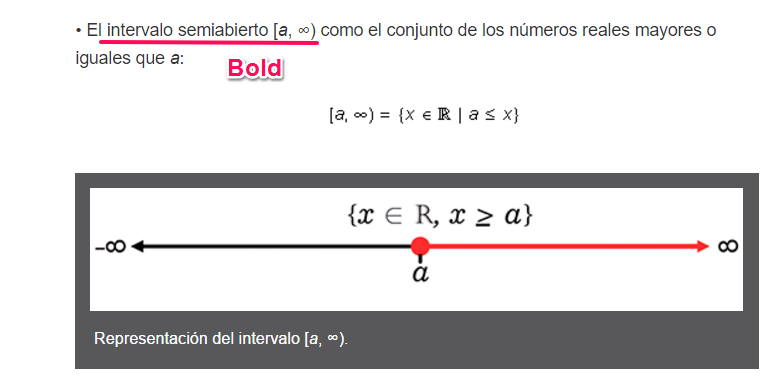 • El intervalo semiabierto [a, ∞) como el conjunto de los números reales mayores o
iguales que a:
Bold
[a, ∞) = {x ∈ ℝ | a ≤ x}
{x ∈ R, x ≥ a}
-∞ ∞
a
Representación del intervalo [a, ∞).